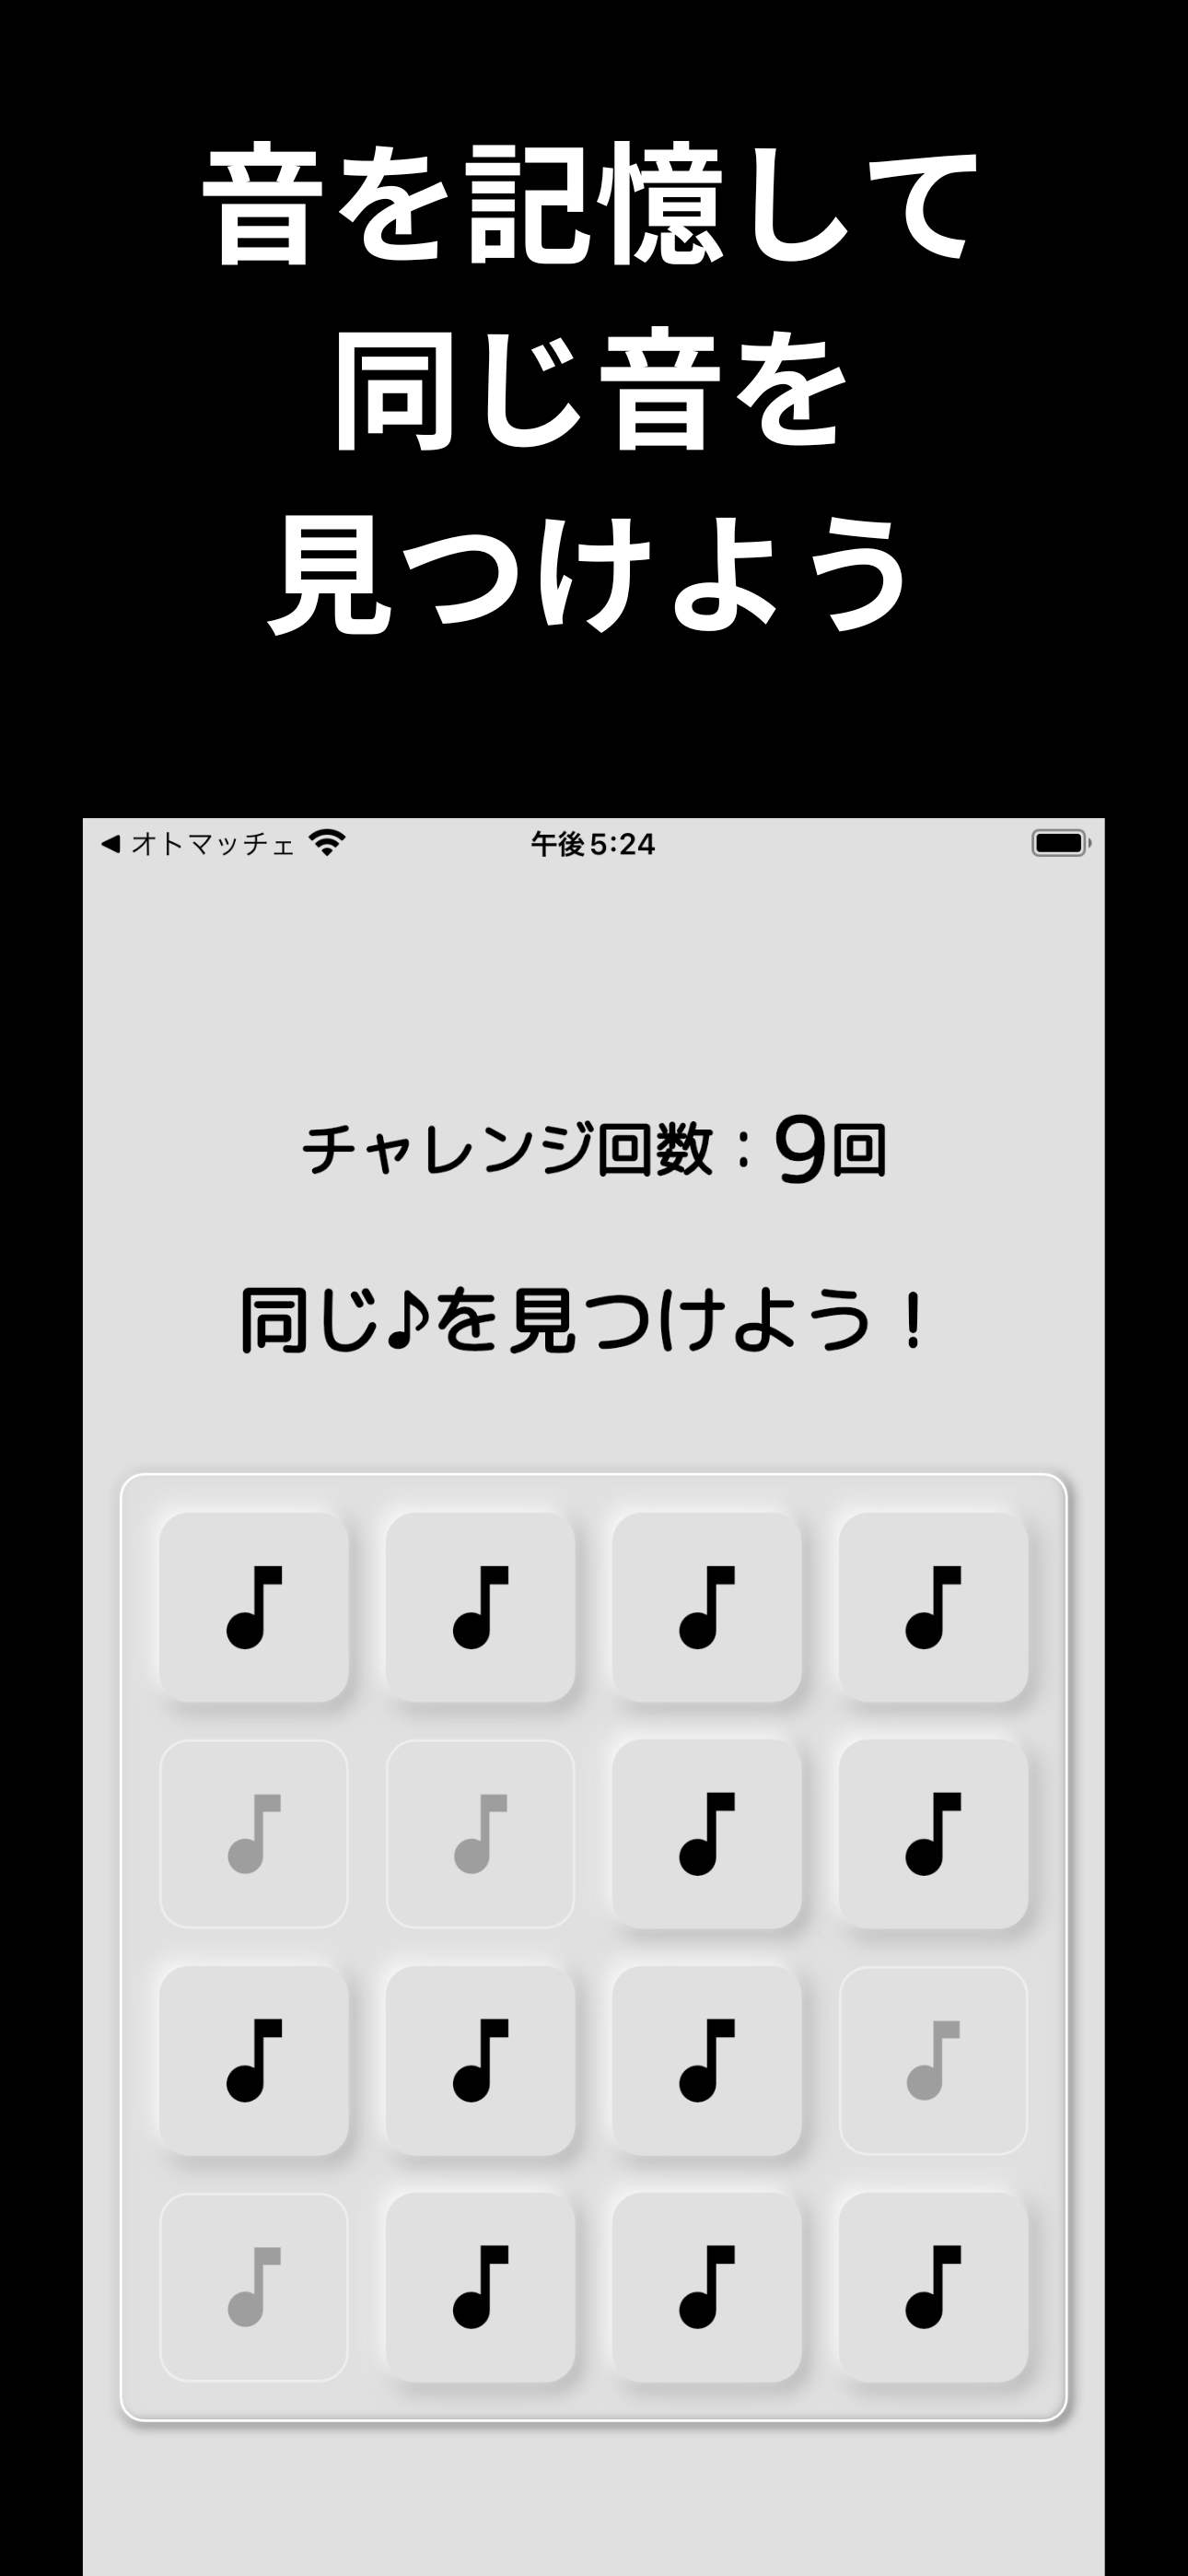 音を記憶して
同じ音を
見つけよう
◀ オトマッチェ 午後5:24
チャレンジ回数：9回
同じ♪を見つけよう！